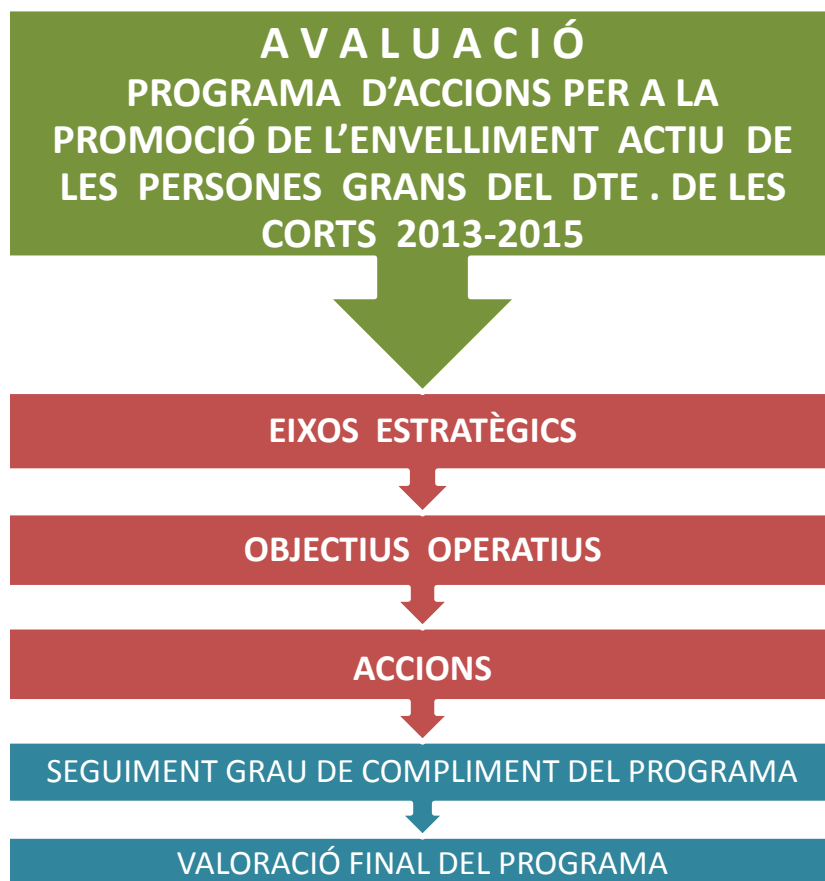 A V A L U A C I Ó
PROGRAMA D’ACCIONS PER A LA
PROMOCIÓ DE L’ENVELLIMENT ACTIU DE
LES PERSONES GRANS DEL DTE . DE LES
CORTS 2013-2015
EIXOS ESTRATÈGICS
OBJECTIUS OPERATIUS
ACCIONS
SEGUIMENT GRAU DE COMPLIMENT DEL PROGRAMA
VALORACIÓ FINAL DEL PROGRAMA